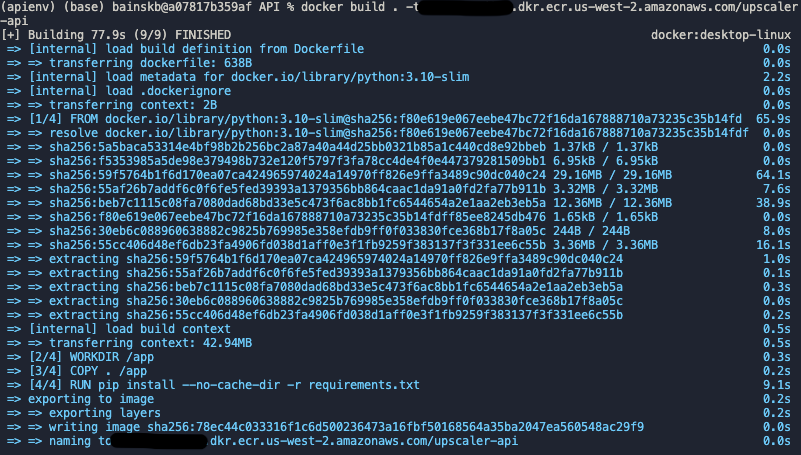 (apienv) (base) bainskb@a07817b359af API % docker build . -t .dkr.ecr.us-west-2.amazonaws.com/upscaler
-api
[+] Building 77.9s (9/9) FINISHED docker:desktop-linux
=> [internal] load build definition from Dockerfile 0.0s
=> => transferring dockerfile: 638B 0.0s
=> [internal] load metadata for docker.io/library/python:3.10-slim 2.2s
=> [internal] load .dockerignore 0.0s
=> => transferring context: 2B 0.0s
=> [1/4] FROM docker.io/library/python:3.10-slim@sha256:f80e619e067eebe47bc72f16da167888710a73235c35b14fd 65.9s
=> => resolve docker.io/library/python:3.10-slim@sha256:f80e619e067eebe47bc72f16da167888710a73235c35b14fdf 0.0s
=> => sha256:5a5baca53314e4bf98b2b256bc2a87a40a44d25bb0321b85a1c440cd8e92bbeb 1.37kB / 1.37kB 0.0s
=> => sha256:f5353985a5de98e379498b732e120f5797f3fa78cc4de4f0e447379281509bb1 6.95kB / 6.95kB 0.0s
=> => sha256:59f5764b1f6d170ea07ca424965974024a14970ff826e9ffa3489c90dc040c24 29.16MB / 29.16MB 64.1s
=> => sha256:55af26b7addf6c0f6fe5fed39393a1379356bb864caac1da91a0fd2fa77b911b 3.32MB / 3.32MB 7.6s
=> => sha256:beb7c1115c08fa7080dad68bd33e5c473f6ac8bb1fc6544654a2e1aa2eb3eb5a 12.36MB / 12.36MB 38.9s
=> => sha256:f80e619e067eebe47bc72f16da167888710a73235c35b14fdff85ee8245db476 1.65kB / 1.65kB 0.0s
=> => sha256:30eb6c088960638882c9825b769985e358efdb9ff0f033830fce368b17f8a05c 244B / 244B 8.0s
=> => sha256:55cc406d48ef6db23fa4906fd038d1aff0e3f1fb9259f383137f3f331ee6c55b 3.36MB / 3.36MB 16.1s
=> => extracting sha256:59f5764b1f6d170ea07ca424965974024a14970ff826e9ffa3489c90dc040c24 1.0s
=> => extracting sha256:55af26b7addf6c0f6fe5fed39393a1379356bb864caac1da91a0fd2fa77b911b 0.1s
=> => extracting sha256:beb7c1115c08fa7080dad68bd33e5c473f6ac8bb1fc6544654a2e1aa2eb3eb5a 0.3s
=> => extracting sha256:30eb6c088960638882c9825b769985e358efdb9ff0f033830fce368b17f8a05c 0.0s
=> => extracting sha256:55cc406d48ef6db23fa4906fd038d1aff0e3f1fb9259f383137f3f331ee6c55b 0.2s
=> [internal] load build context 0.5s
=> => transferring context: 42.94MB 0.5s
=> [2/4] WORKDIR /app 0.3s
=> [3/4] COPY . /app 0.2s
=> [4/4] RUN pip install --no-cache-dir -r requirements.txt 9.1s
=> exporting to image 0.2s
=> => exporting layers 0.2s
=> => writing image sha256:78ec44c033316f1c6d500236473a16fbf50168564a35ba2047ea560548ac29f9 0.0s
=> => naming to .dkr.ecr.us-west-2.amazonaws.com/upscaler-api 0.0s